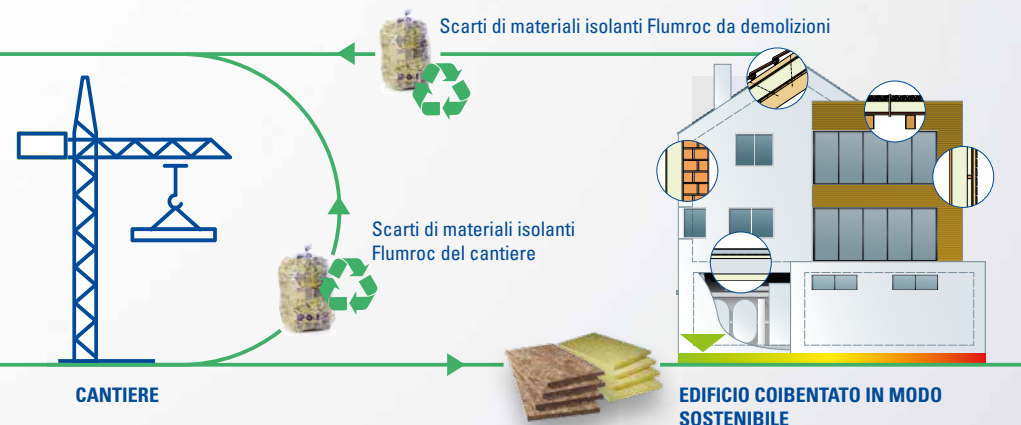 Scarti di materiali isolanti Flumroc da demolizioni
Scarti di materiali isolanti
Flumroc del cantiere
CANTIERE
EDIFICIO COIBENTATO IN MODO
SOSTENIBILE